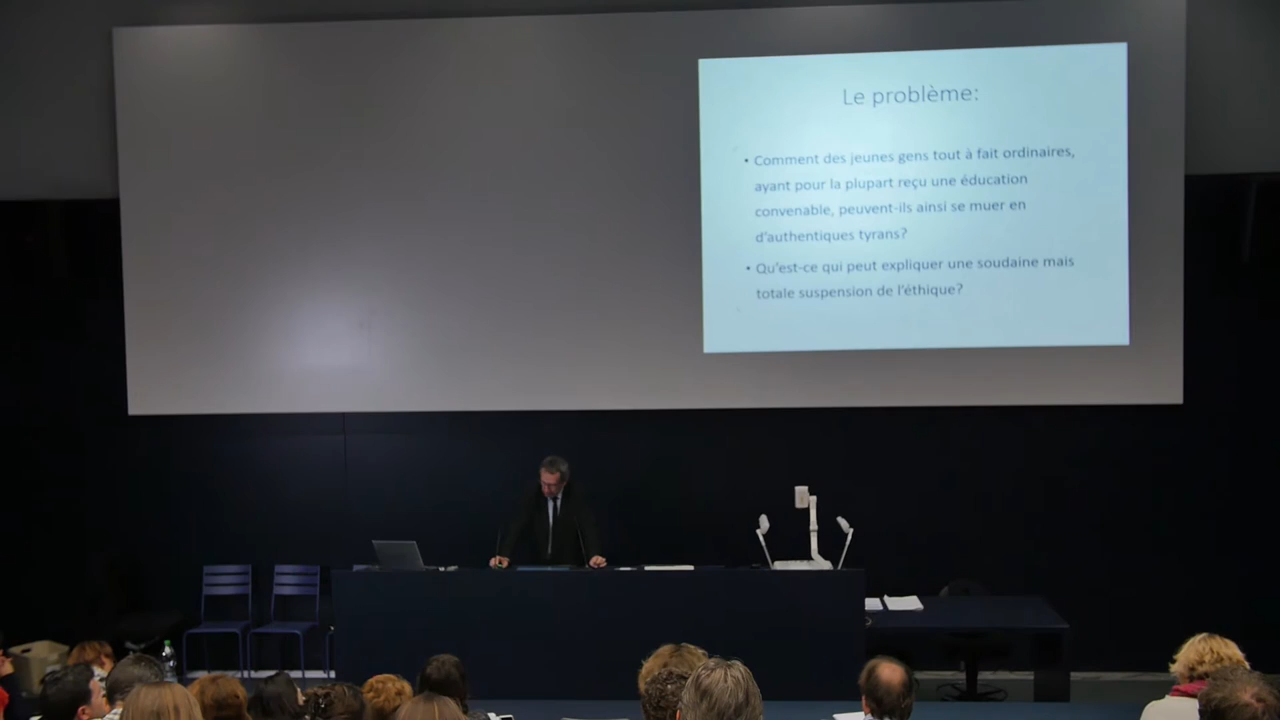 Le problème:
• Comment des jeunes gens tout à fait ordinaires,
ayant pour la plupart reçu une éducation
convenable, peuvent-ils ainsi se muer en
d'authentiques tyrans?
• Qu'est-ce qui peut expliquer une soudaine mais
totale suspension de l'éthique?